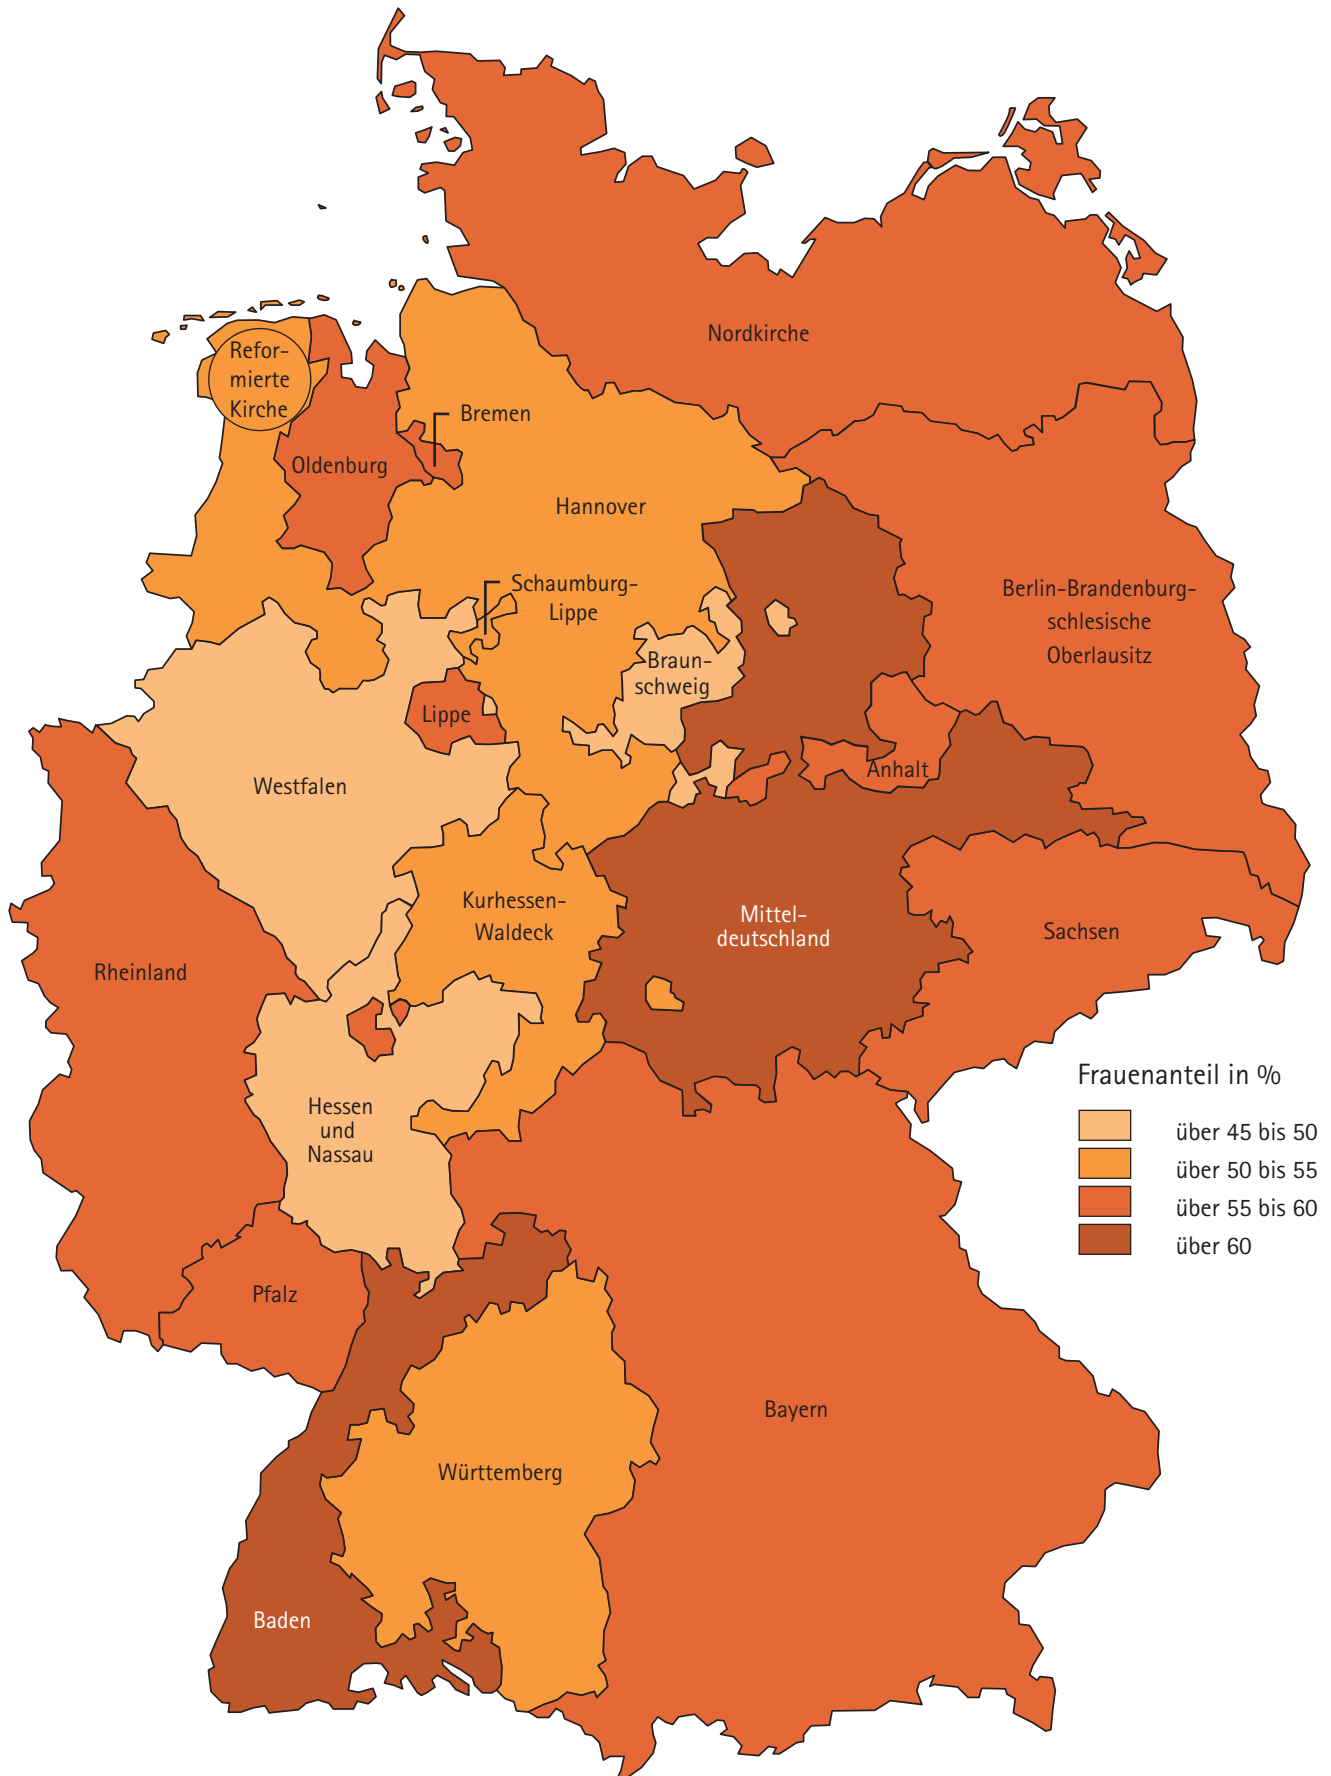 Nordkirche
Refor-
mierte
Kirche
Bremen
Oldenburg
Hannover
Schaumburg-
Lippe
Berlin-Brandenburg-
schlesische
Oberlausitz
Braun-
schweig
Lippe
Anhalt
Westfalen
Kurhessen-
Waldeck
Mittel-
deutschland
Sachsen
Rheinland
Hessen
und
Nassau
Frauenanteil in %
über 45 bis 50
über 50 bis 55
über 55 bis 60
über 60
Pfalz
Bayern
Württemberg
Baden